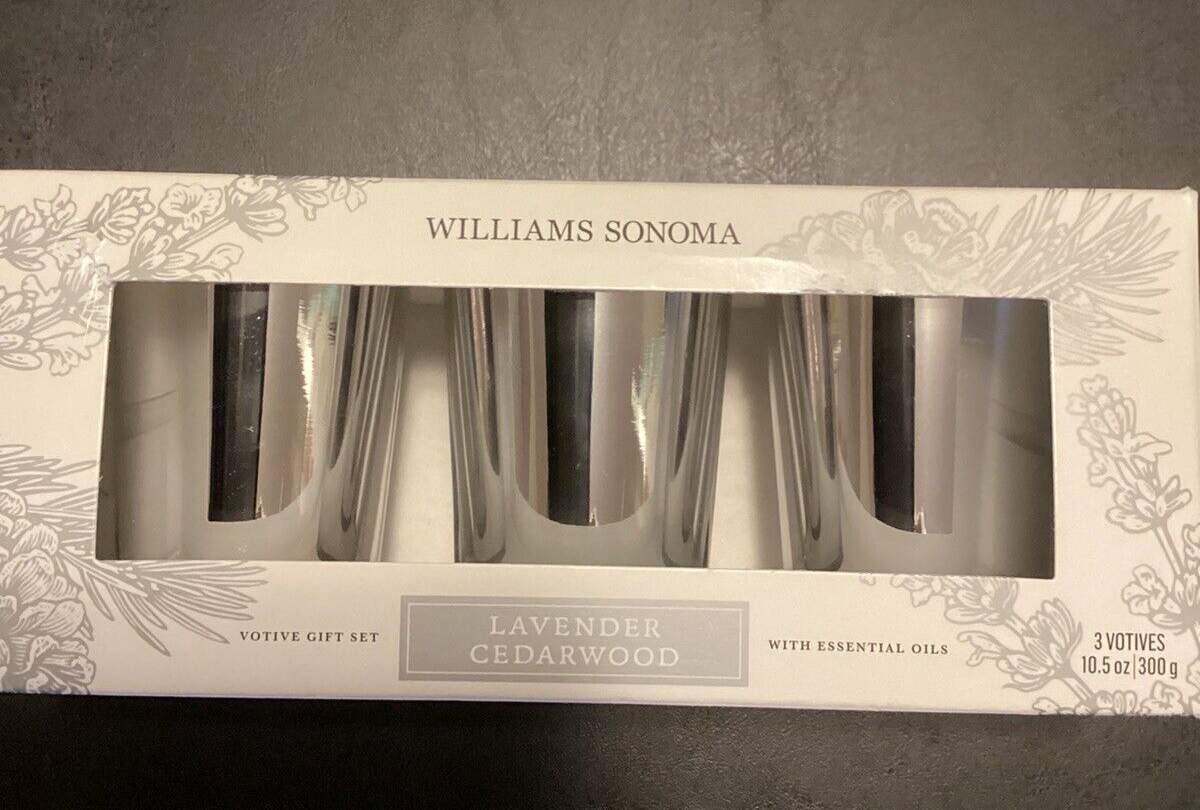 WILLIAMS SONOMA
VOTIVE GIFT SET
LAVENDER
CEDARWOOD
WITH ESSENTIAL OILS
3 VOTIVES
10.5 oz|300 g